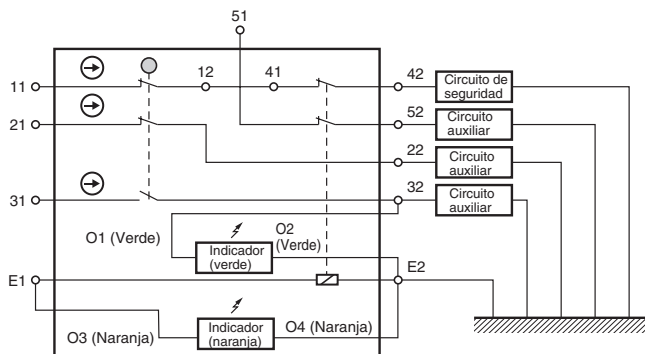 51
11
12
41
42
Circuito de
seguridad
21
52
Circuito
auxiliar
22
Circuito
auxiliar
31
32
Circuito
auxiliar
O1 (Verde)
O2
(Verde)
Indicador
(verde)
E1
E2
O3 (Naranja)
Indicador
(naranja)
O4 (Naranja)